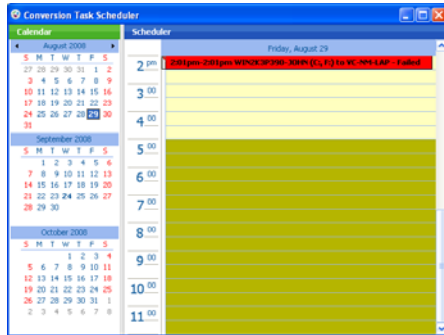 Conversion Task Scheduler
Calendar
August 2008
S M T W T F S
27 28 29 30 31 1 2
3 4 5 6 7 8 9
10 11 12 13 14 15 16
17 18 19 20 21 22 23
24 25 26 27 28 29 30
31
September 2008
S M T W T F S
1 2 3 4 5 6
7 8 9 10 11 12 13
14 15 16 17 18 19 20
21 22 23 24 25 26 27
28 29 30
October 2008
S M T W T F S
1 2 3 4
5 6 7 8 9 10 11
12 13 14 15 16 17 18
19 20 21 22 23 24 25
26 27 28 29 30 31 1
2 3 4 5 6 7 8
Scheduler
Friday, August 29
2 pm
2:01pm-2:01pm to VC-NM-LAP - Failed
3 00
4 00
5 00
6 00
7 00
8 00
9 00
10 00
11 00